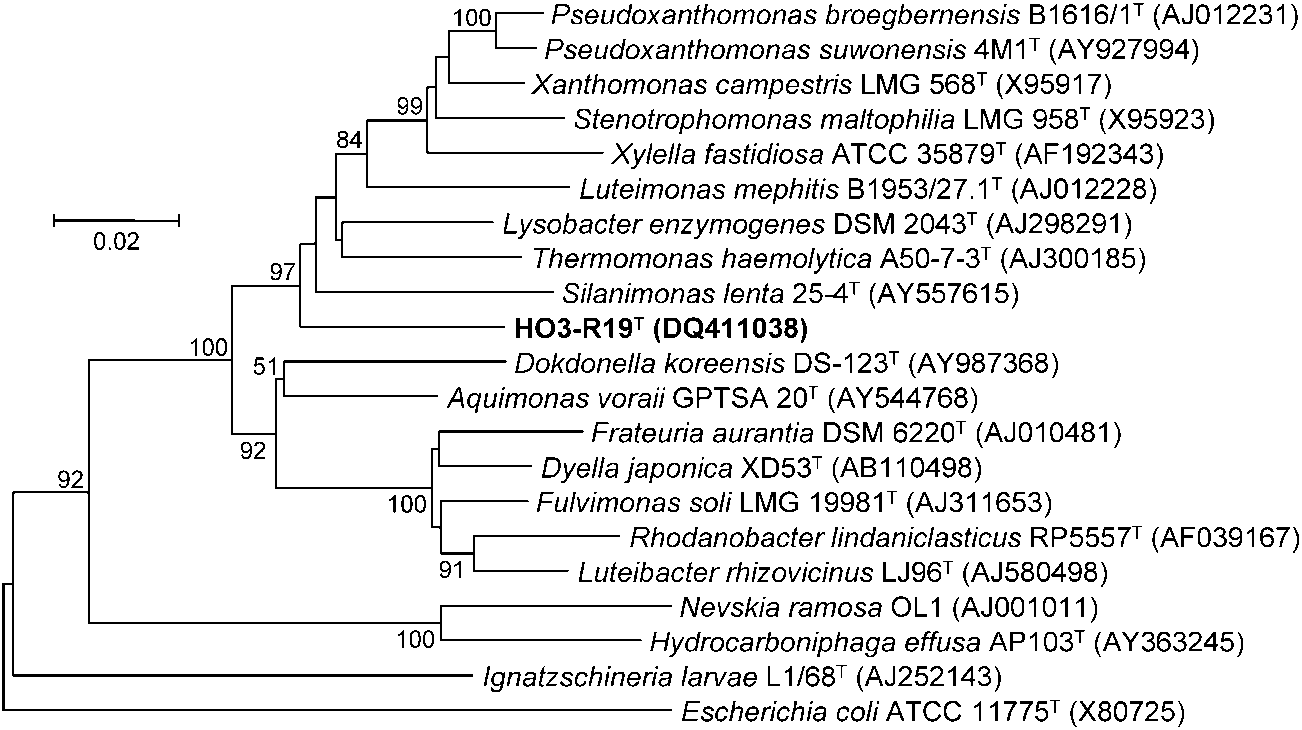 100 Pseudoxanthomonas broegbernensis B1616/1ᵀ (AJ012231)
Pseudoxanthomonas suwonensis 4M1ᵀ (AY927994)
Xanthomonas campestris LMG 568ᵀ (X95917)
99
Stenotrophomonas maltophilia LMG 958ᵀ (X95923)
84
Xylella fastidiosa ATCC 35879ᵀ (AF192343)
Luteimonas mephitis B1953/27.1ᵀ (AJ012228)
Lysobacter enzymogenes DSM 2043ᵀ (AJ298291)
0.02
Thermomonas haemolytica A50-7-3ᵀ (AJ300185)
97
Silanimonas lenta 25-4ᵀ (AY557615)
HO3-R19ᵀ (DQ411038)
100
51 Dokdonella koreensis DS-123ᵀ (AY987368)
Aquimonas voraii GPTSA 20ᵀ (AY544768)
Frateuria aurantia DSM 6220ᵀ (AJ010481)
92
Dyella japonica XD53ᵀ (AB110498)
92
100 Fulvimonas soli LMG 19981ᵀ (AJ311653)
Rhodanobacter lindaniclasticus RP5557ᵀ (AF039167)
91 Luteibacter rhizovicinus LJ96ᵀ (AJ580498)
Nevskia ramosa OL1 (AJ001011)
100 Hydrocarboniphaga effusa AP103ᵀ (AY363245)
Ignatzschineria larvae L1/68ᵀ (AJ252143)
Escherichia coli ATCC 11775ᵀ (X80725)